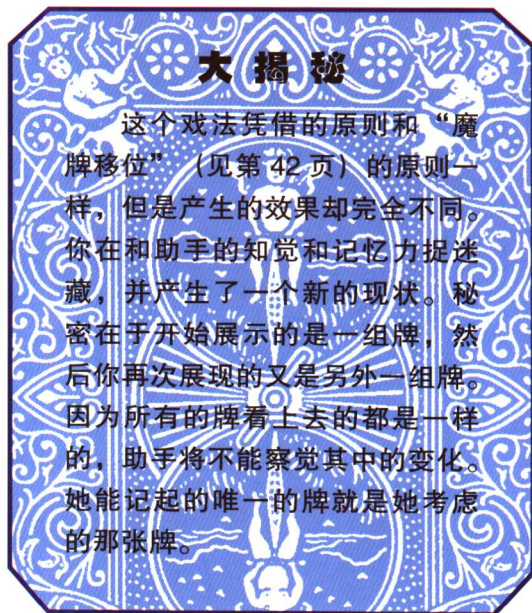 大揭秘
这个戏法凭借的原则和“魔
牌移位”（见第 42 页）的原则一
样，但是产生的效果却完全不同。
你在和助手的知觉和记忆力捉迷
藏，并产生了一个新的现状。秘
密在于开始展示的是一组牌，然
后你再次展现的又是另外一组牌。
因为所有的牌看上去的都是一样
的，助手将不能察觉其中的变化。
她能记起的唯一的牌就是她考虑
的那张牌。